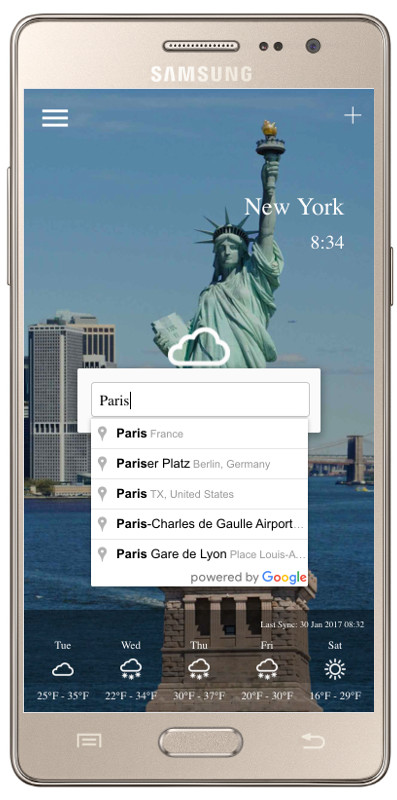 SAMSUNG
New York
8:34
Paris
Paris France
Pariser Platz Berlin, Germany
Paris TX, United States
Paris-Charles de Gaulle Airport...
Paris Gare de Lyon Place Louis-A...
powered by Google
Last Sync: 30 Jan 2017 08:32
Tue Wed Thu Fri Sat
25°F - 35°F 22°F - 34°F 30°F - 37°F 20°F - 30°F 16°F - 29°F